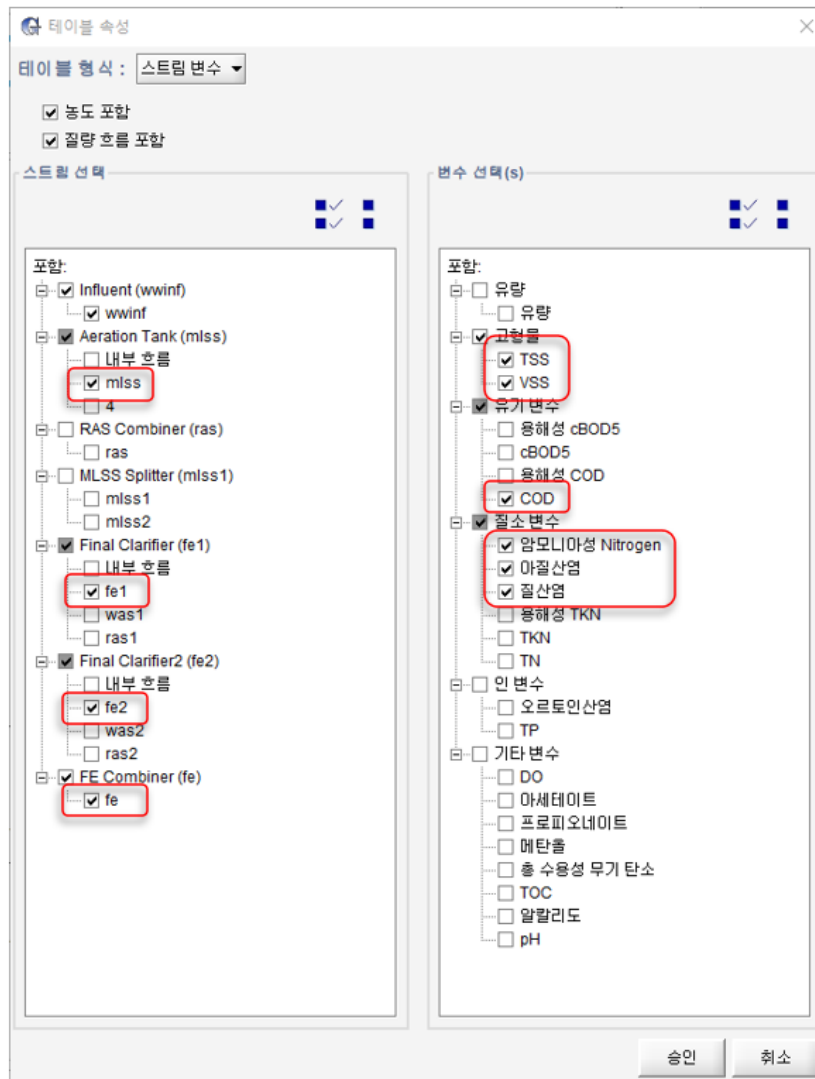 테이블 속성
테이블 형식 : 스트림 변수
농도 포함
질량 흐름 포함
스트림 선택
포함:
Influent (wwinf)
wwinf
Aeration Tank (mlss)
내부 흐름
mlss
4
RAS Combiner (ras)
ras
MLSS Splitter (mlss1)
mlss1
mlss2
Final Clarifier (fe1)
내부 흐름
fe1
was1
ras1
Final Clarifier2 (fe2)
내부 흐름
fe2
was2
ras2
FE Combiner (fe)
fe
변수 선택(s)
포함:
유량
유량
고형물
TSS
VSS
유기 변수
용해성 cBOD5
cBOD5
용해성 COD
COD
질소 변수
암모니아성 Nitrogen
아질산염
질산염
용해성 TKN
TKN
TN
인 변수
오르토인산염
TP
기타 변수
DO
아세테이트
프로피오네이트
메탄올
총 수용성 무기 탄소
TOC
알칼리도
pH
승인 취소